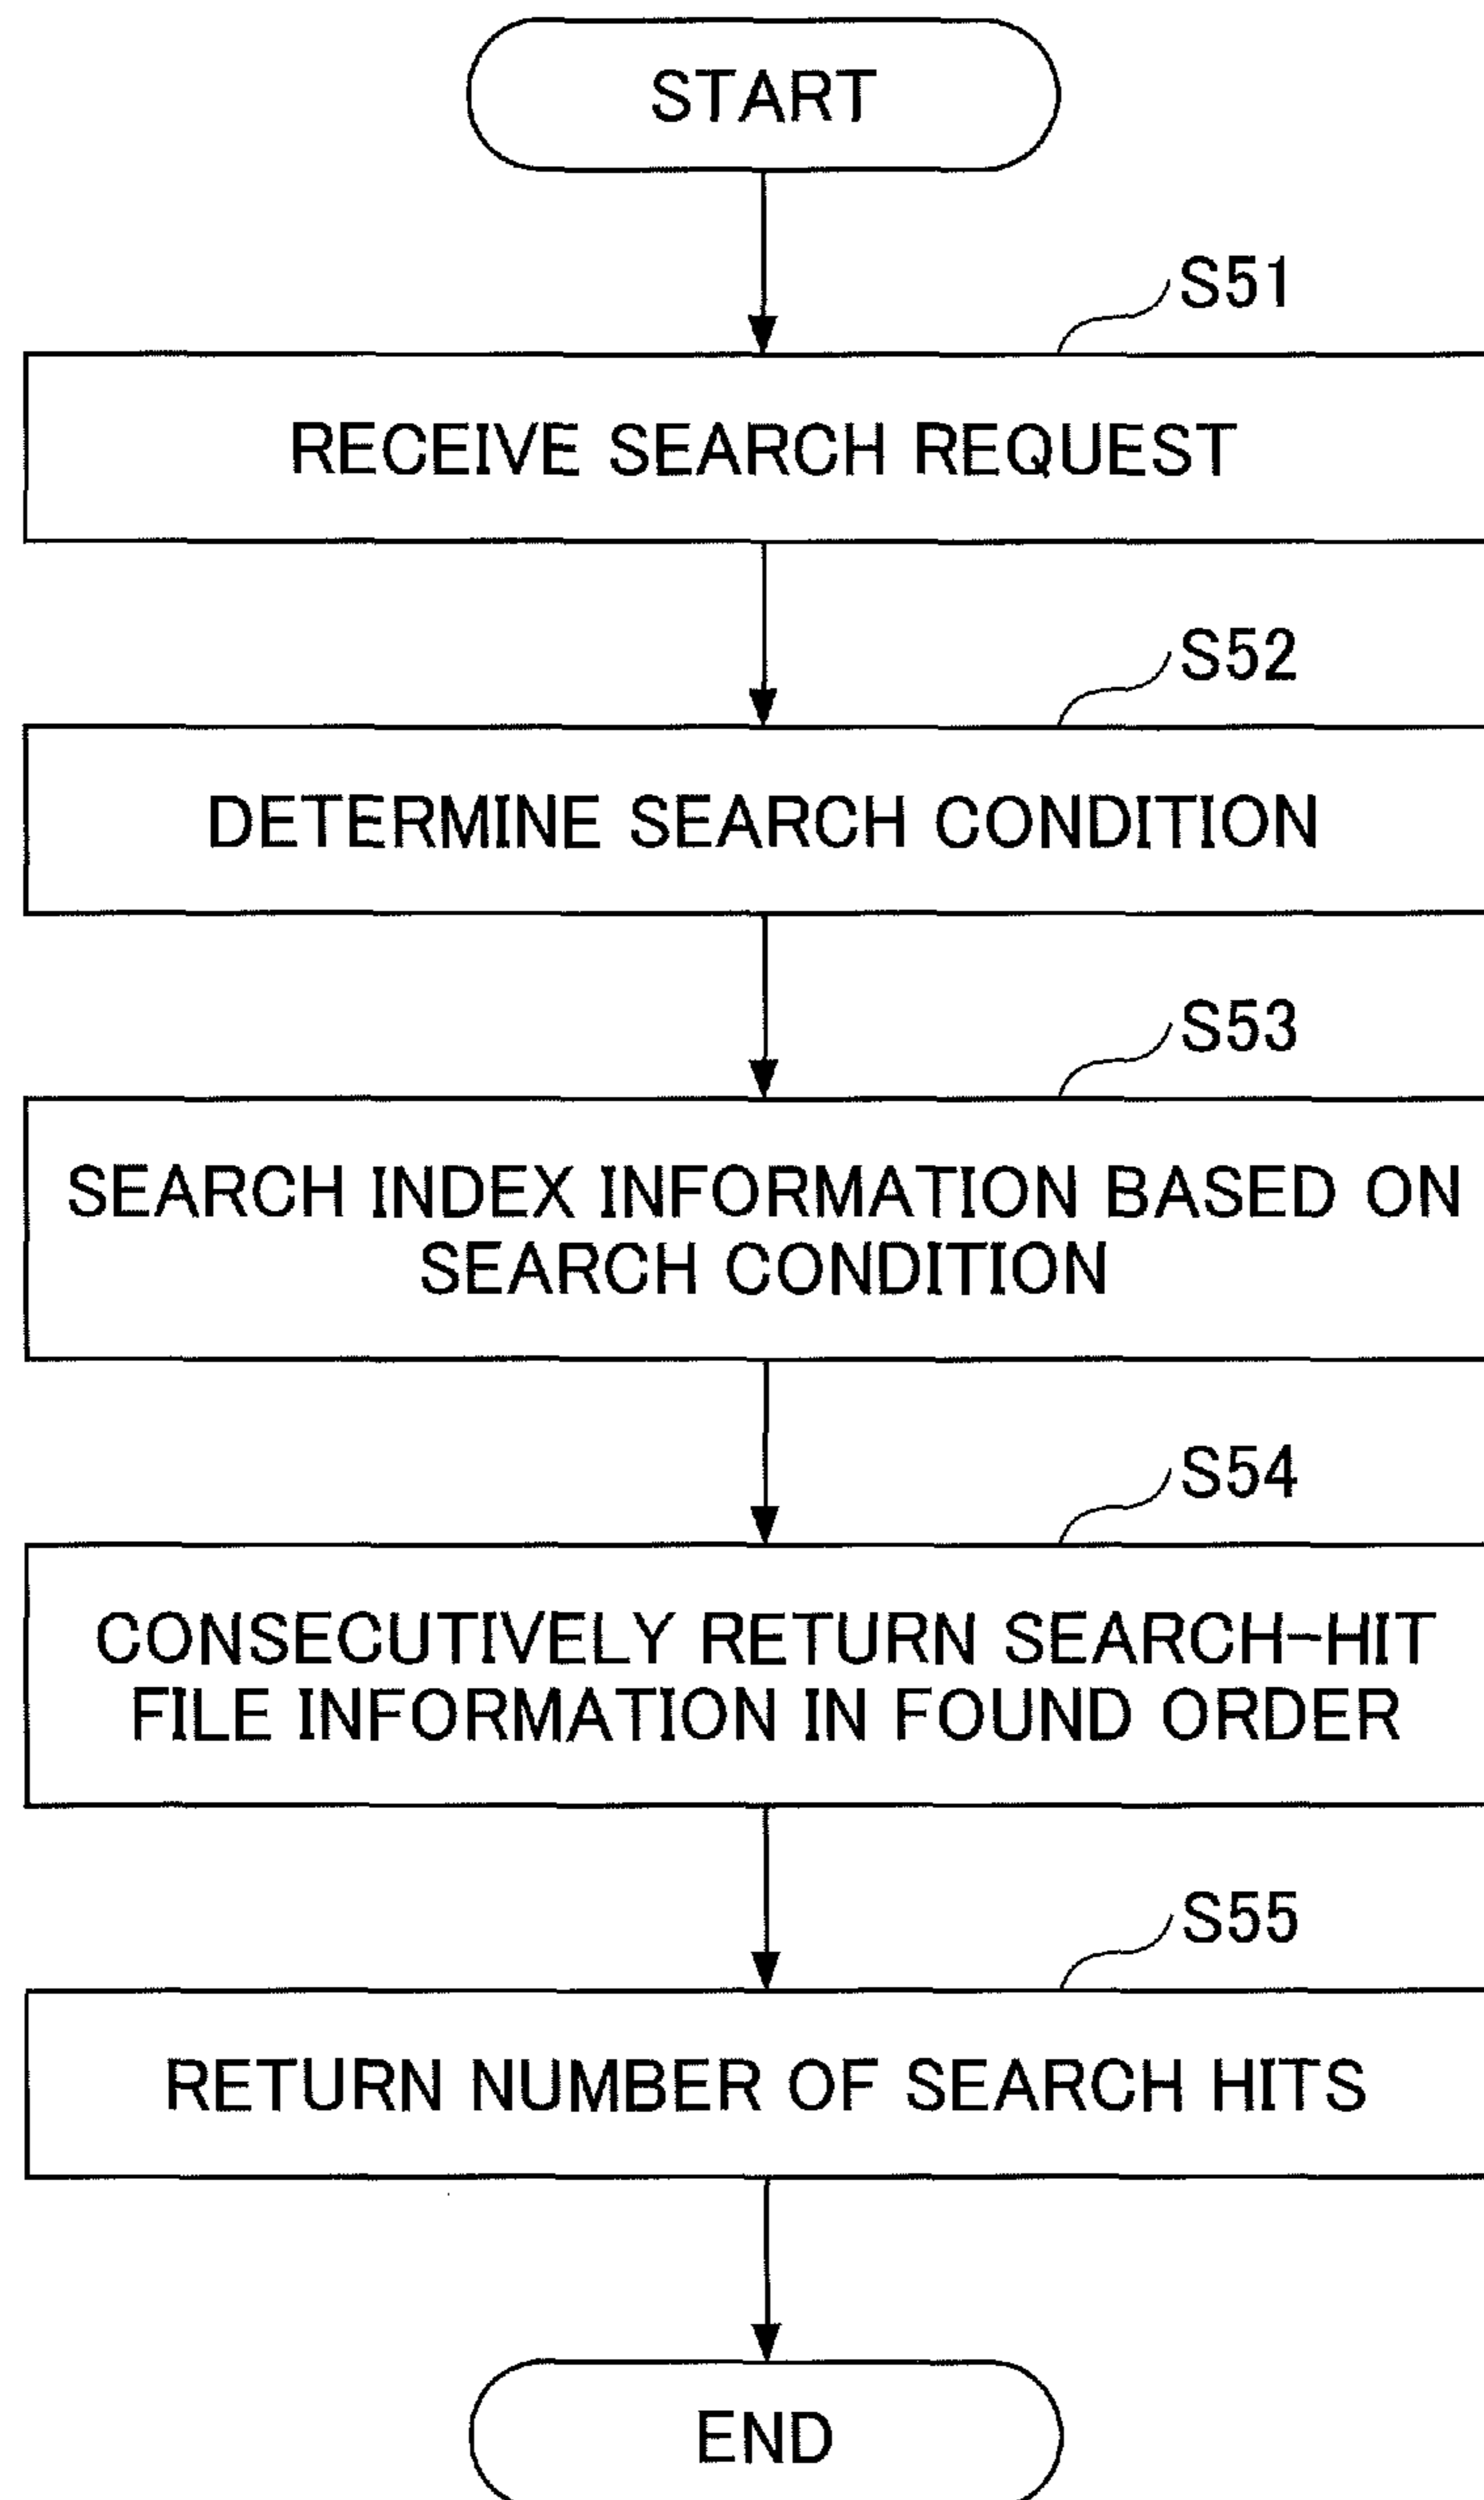 START
S51
RECEIVE SEARCH REQUEST
S52
DETERMINE SEARCH CONDITION
S53
SEARCH INDEX INFORMATION BASED ON
SEARCH CONDITION
S54
CONSECUTIVELY RETURN SEARCH-HIT
FILE INFORMATION IN FOUND ORDER
S55
RETURN NUMBER OF SEARCH HITS
END